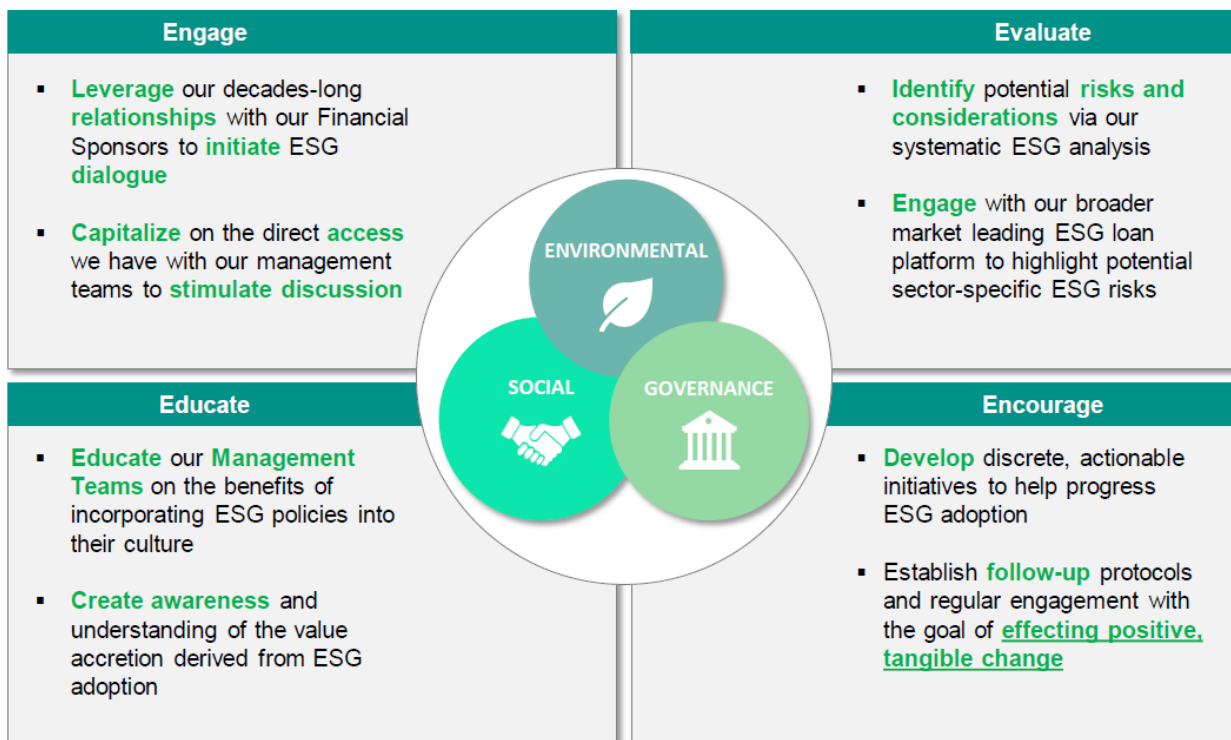 Engage
▪ Leverage our decades-long
relationships with our Financial
Sponsors to initiate ESG
dialogue
▪ Capitalize on the direct access
we have with our management
teams to stimulate discussion
Evaluate
▪ Identify potential risks and
considerations via our
systematic ESG analysis
▪ Engage with our broader
market leading ESG loan
platform to highlight potential
sector-specific ESG risks
ENVIRONMENTAL
SOCIAL
GOVERNANCE
Educate
▪ Educate our Management
Teams on the benefits of
incorporating ESG policies into
their culture
▪ Create awareness and
understanding of the value
accretion derived from ESG
adoption
Encourage
▪ Develop discrete, actionable
initiatives to help progress
ESG adoption
▪ Establish follow-up protocols
and regular engagement with
the goal of effecting positive,
tangible change